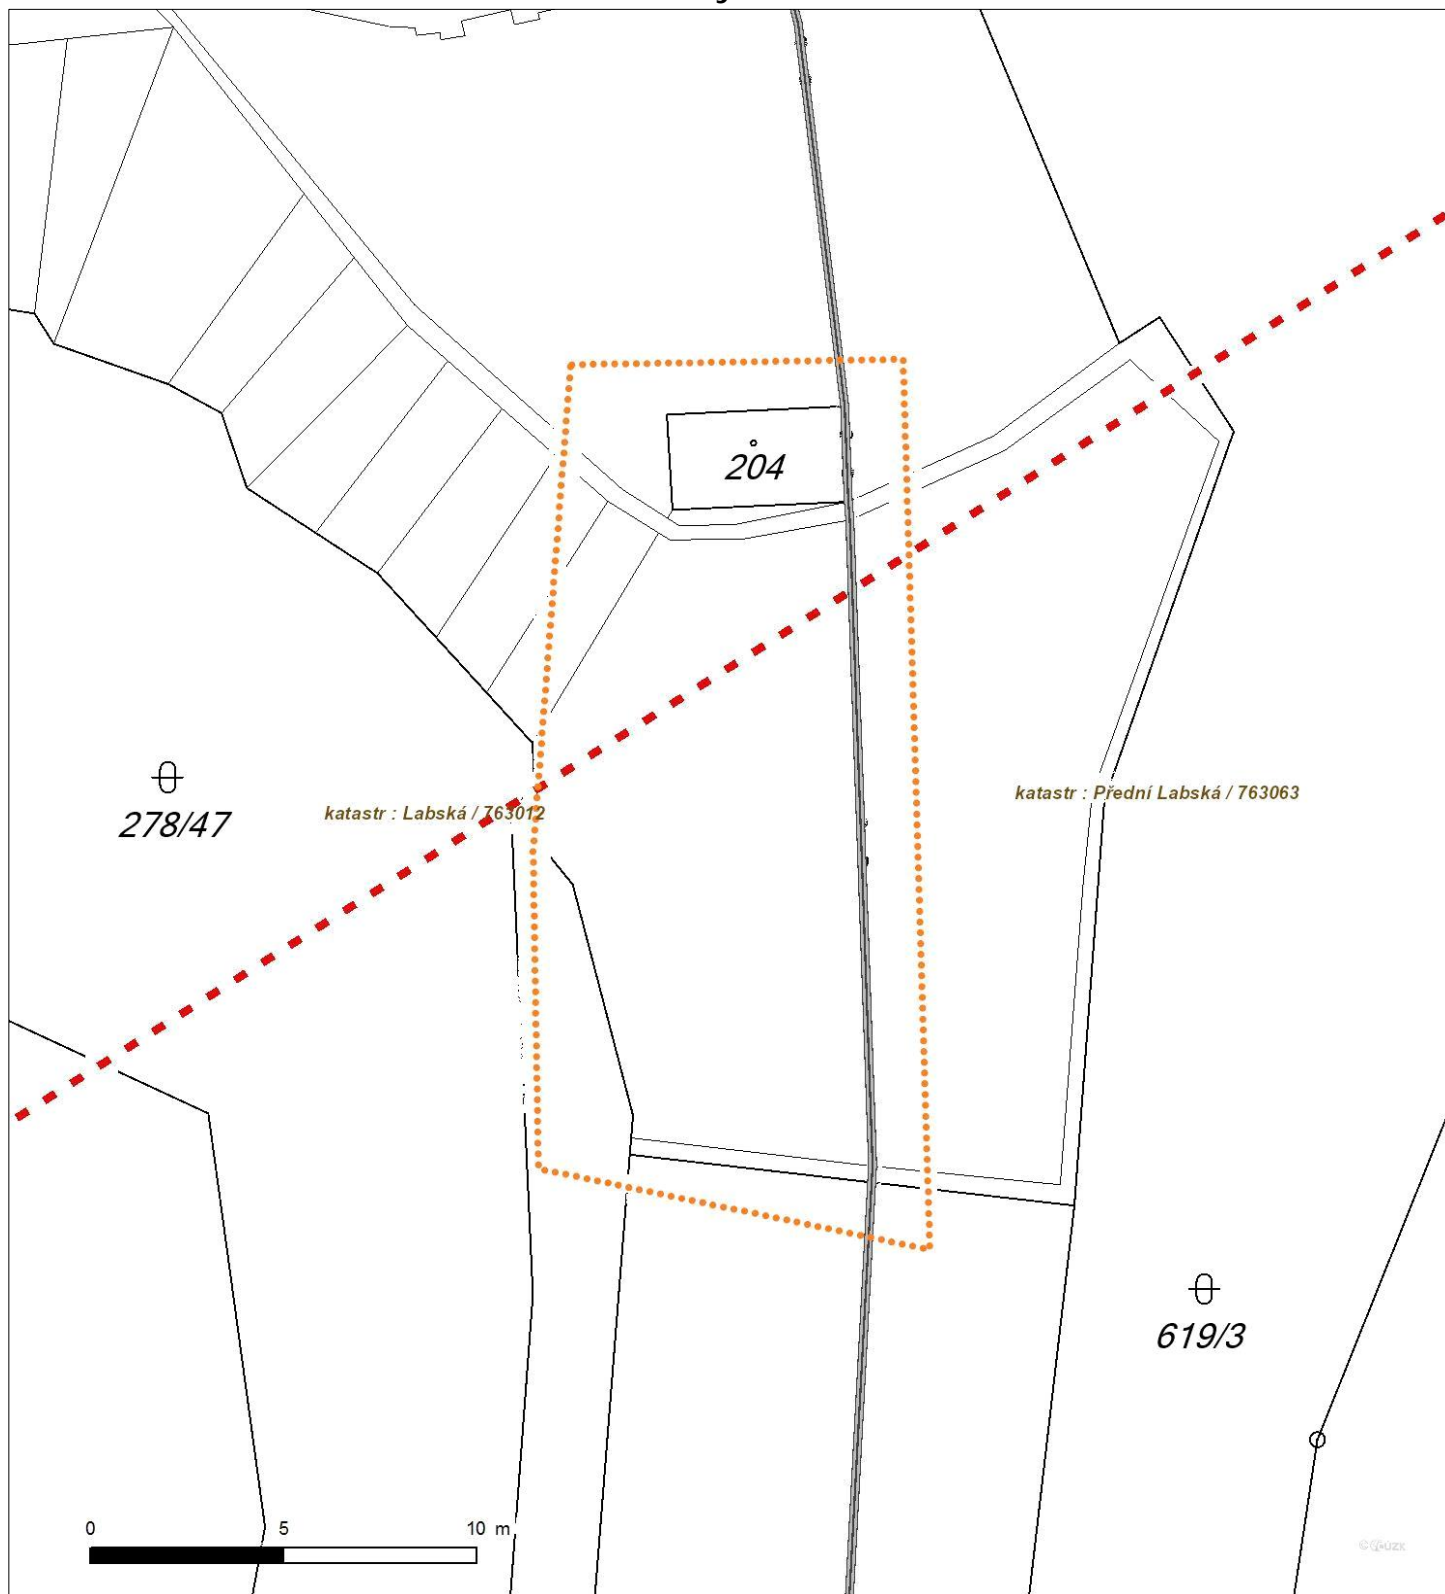 204
katastr : Přední Labská / 763063
katastr : Labská / 763012
278/47
619/3
0 5 10 m